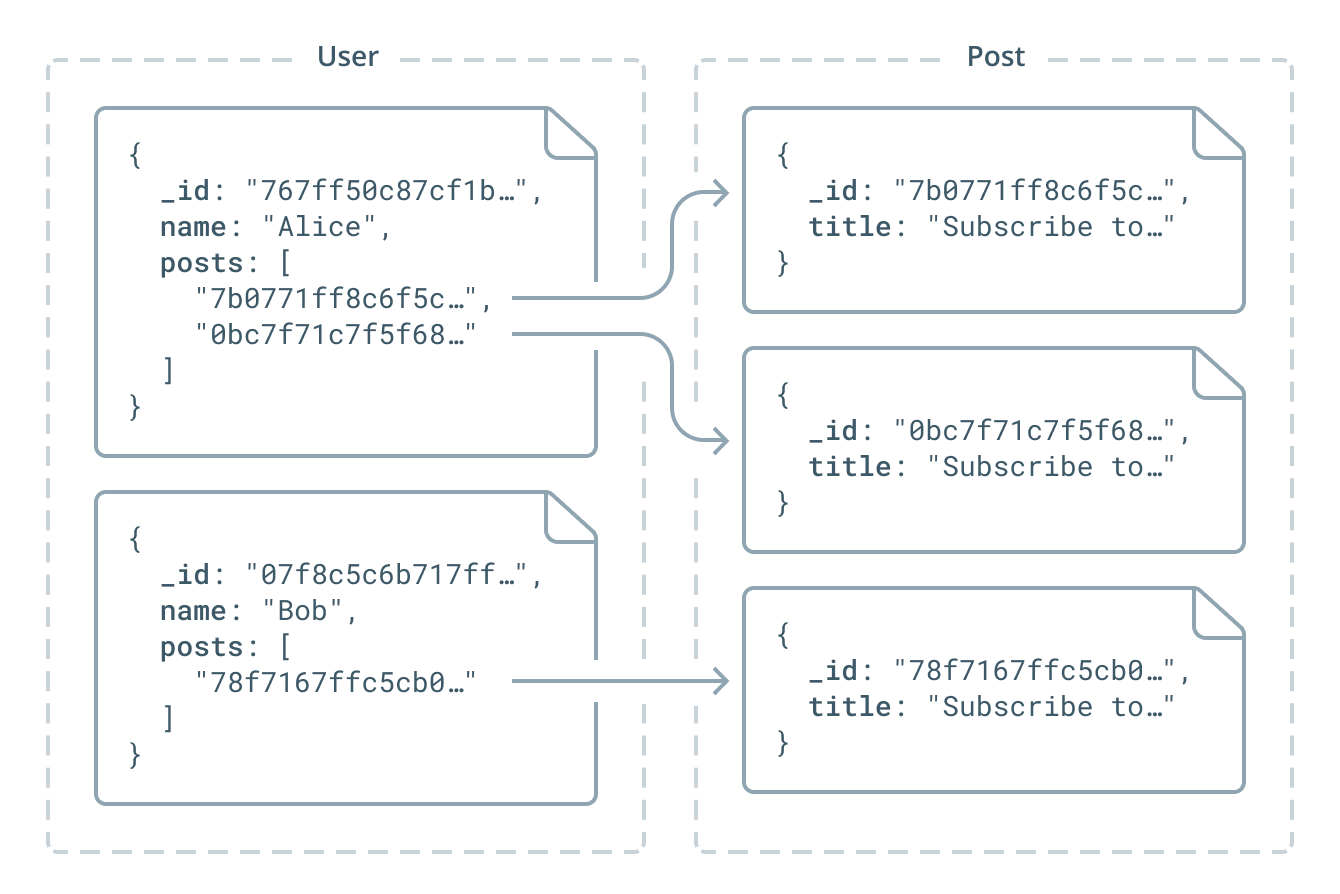 User
{
  _id: "767ff50c87cf1b…",
  name: "Alice",
  posts: [
    "7b0771ff8c6f5c…",
    "0bc7f71c7f5f68…"
  ]
}
{
  _id: "07f8c5c6b717ff…",
  name: "Bob",
  posts: [
    "78f7167ffc5cb0…"
  ]
}
Post
{
  _id: "7b0771ff8c6f5c…",
  title: "Subscribe to…"
}
{
  _id: "0bc7f71c7f5f68…",
  title: "Subscribe to…"
}
{
  _id: "78f7167ffc5cb0…",
  title: "Subscribe to…"
}